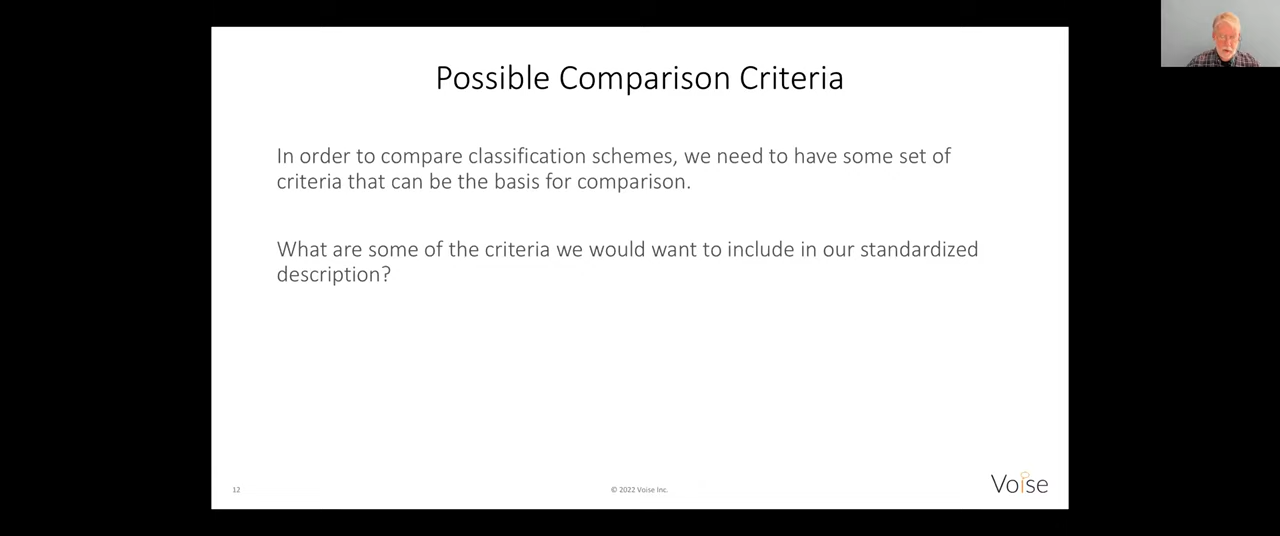 Possible Comparison Criteria
In order to compare classification schemes, we need to have some set of
criteria that can be the basis for comparison.
What are some of the criteria we would want to include in our standardized
description?
12
© 2022 Voise Inc.
Voise